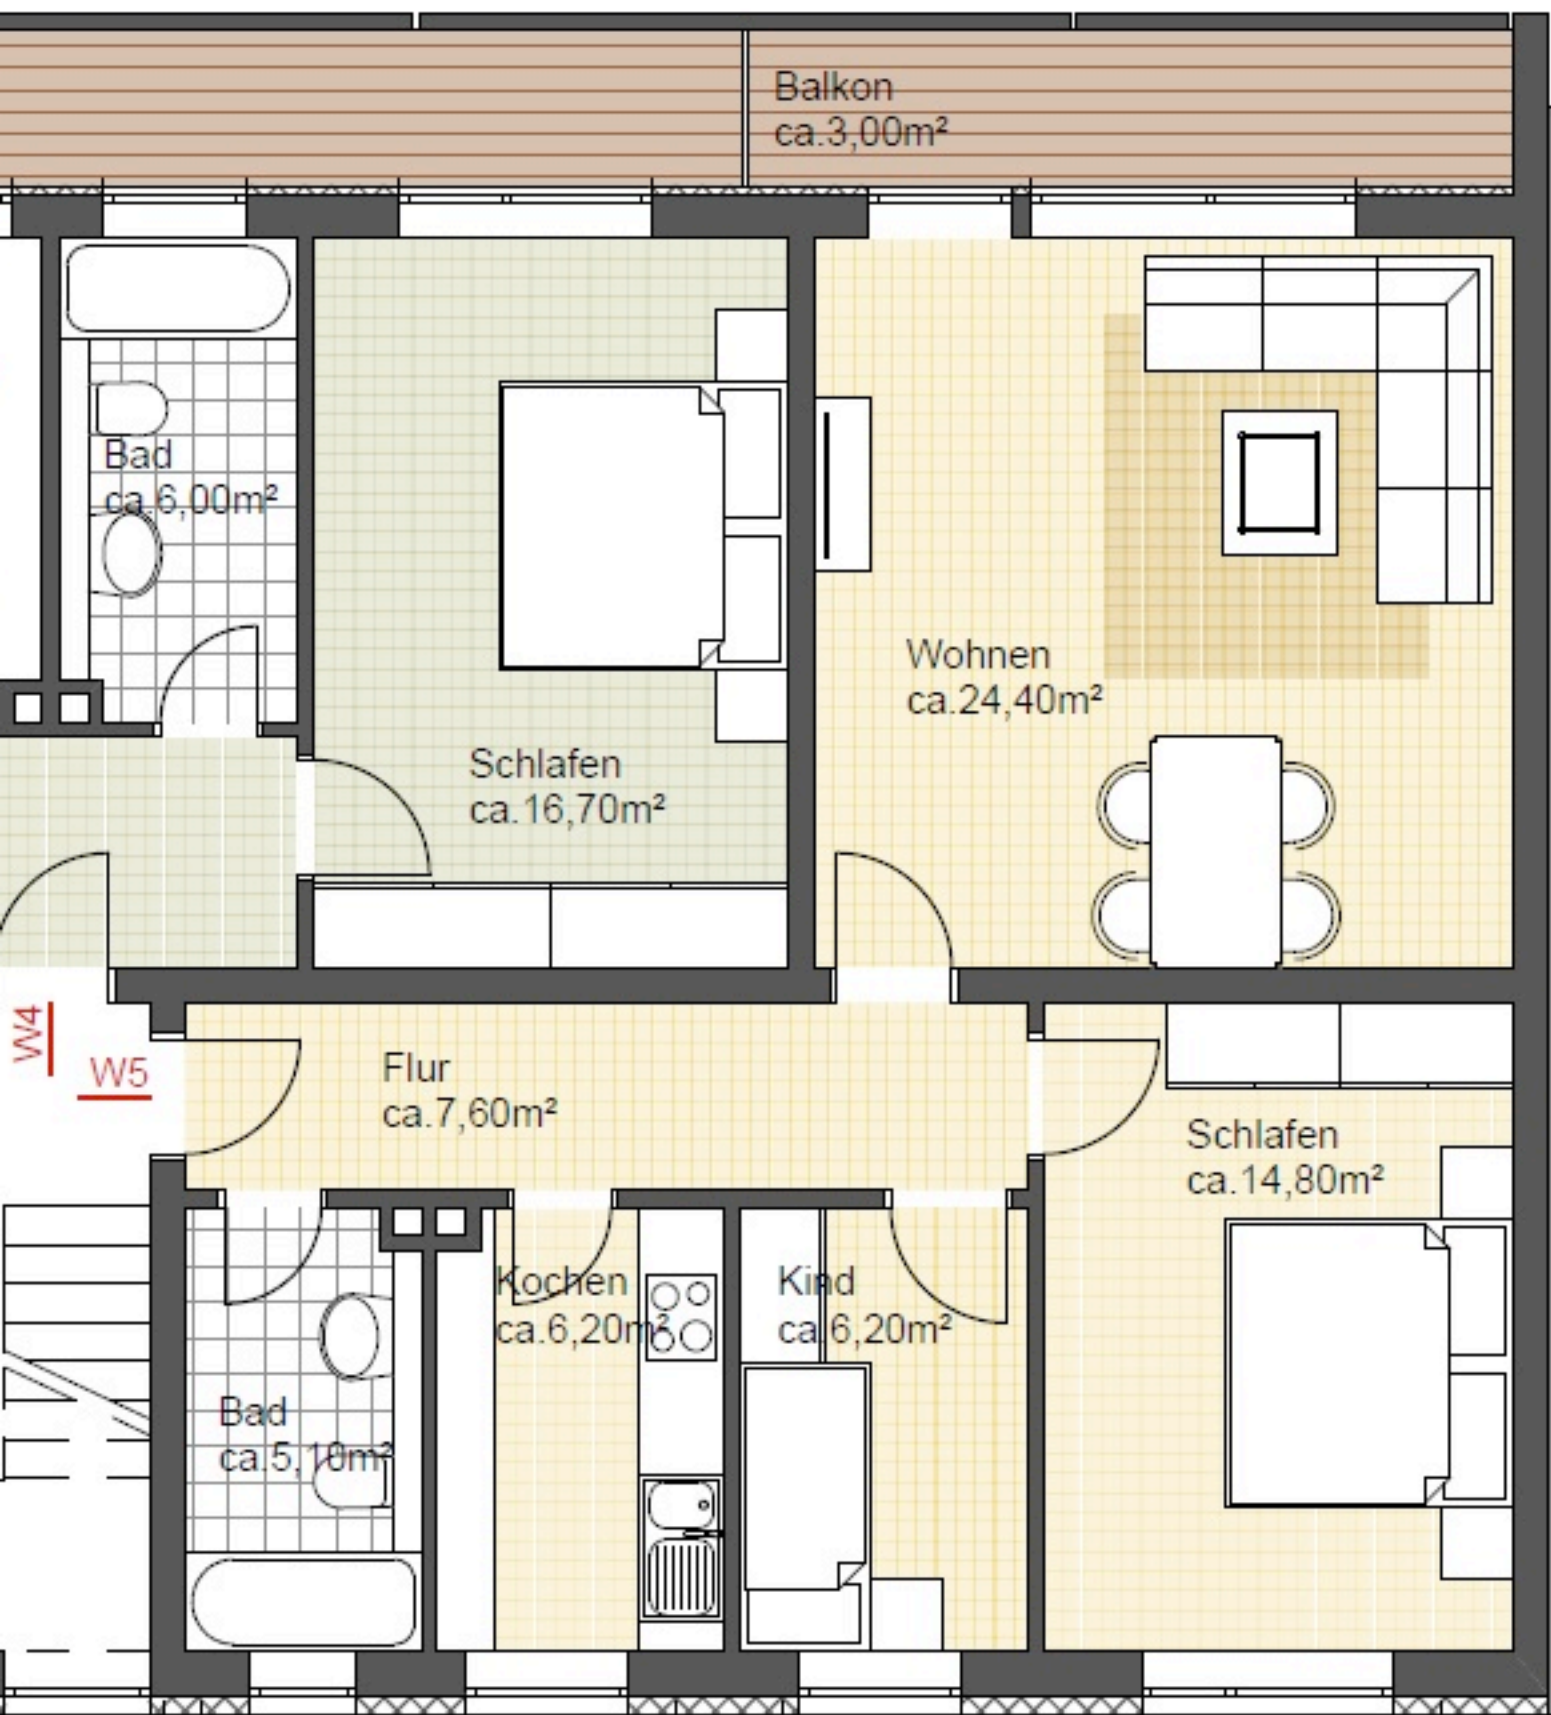 Balkon
ca.3,00m²
Bad
ca.6,00m²
Wohnen
ca.24,40m²
Schlafen
ca.16,70m²
W4
W5
Flur
ca.7,60m²
Schlafen
ca.14,80m²
Kochen
ca.6,20m²
Kind
ca.6,20m²
Bad
ca.5,10m²